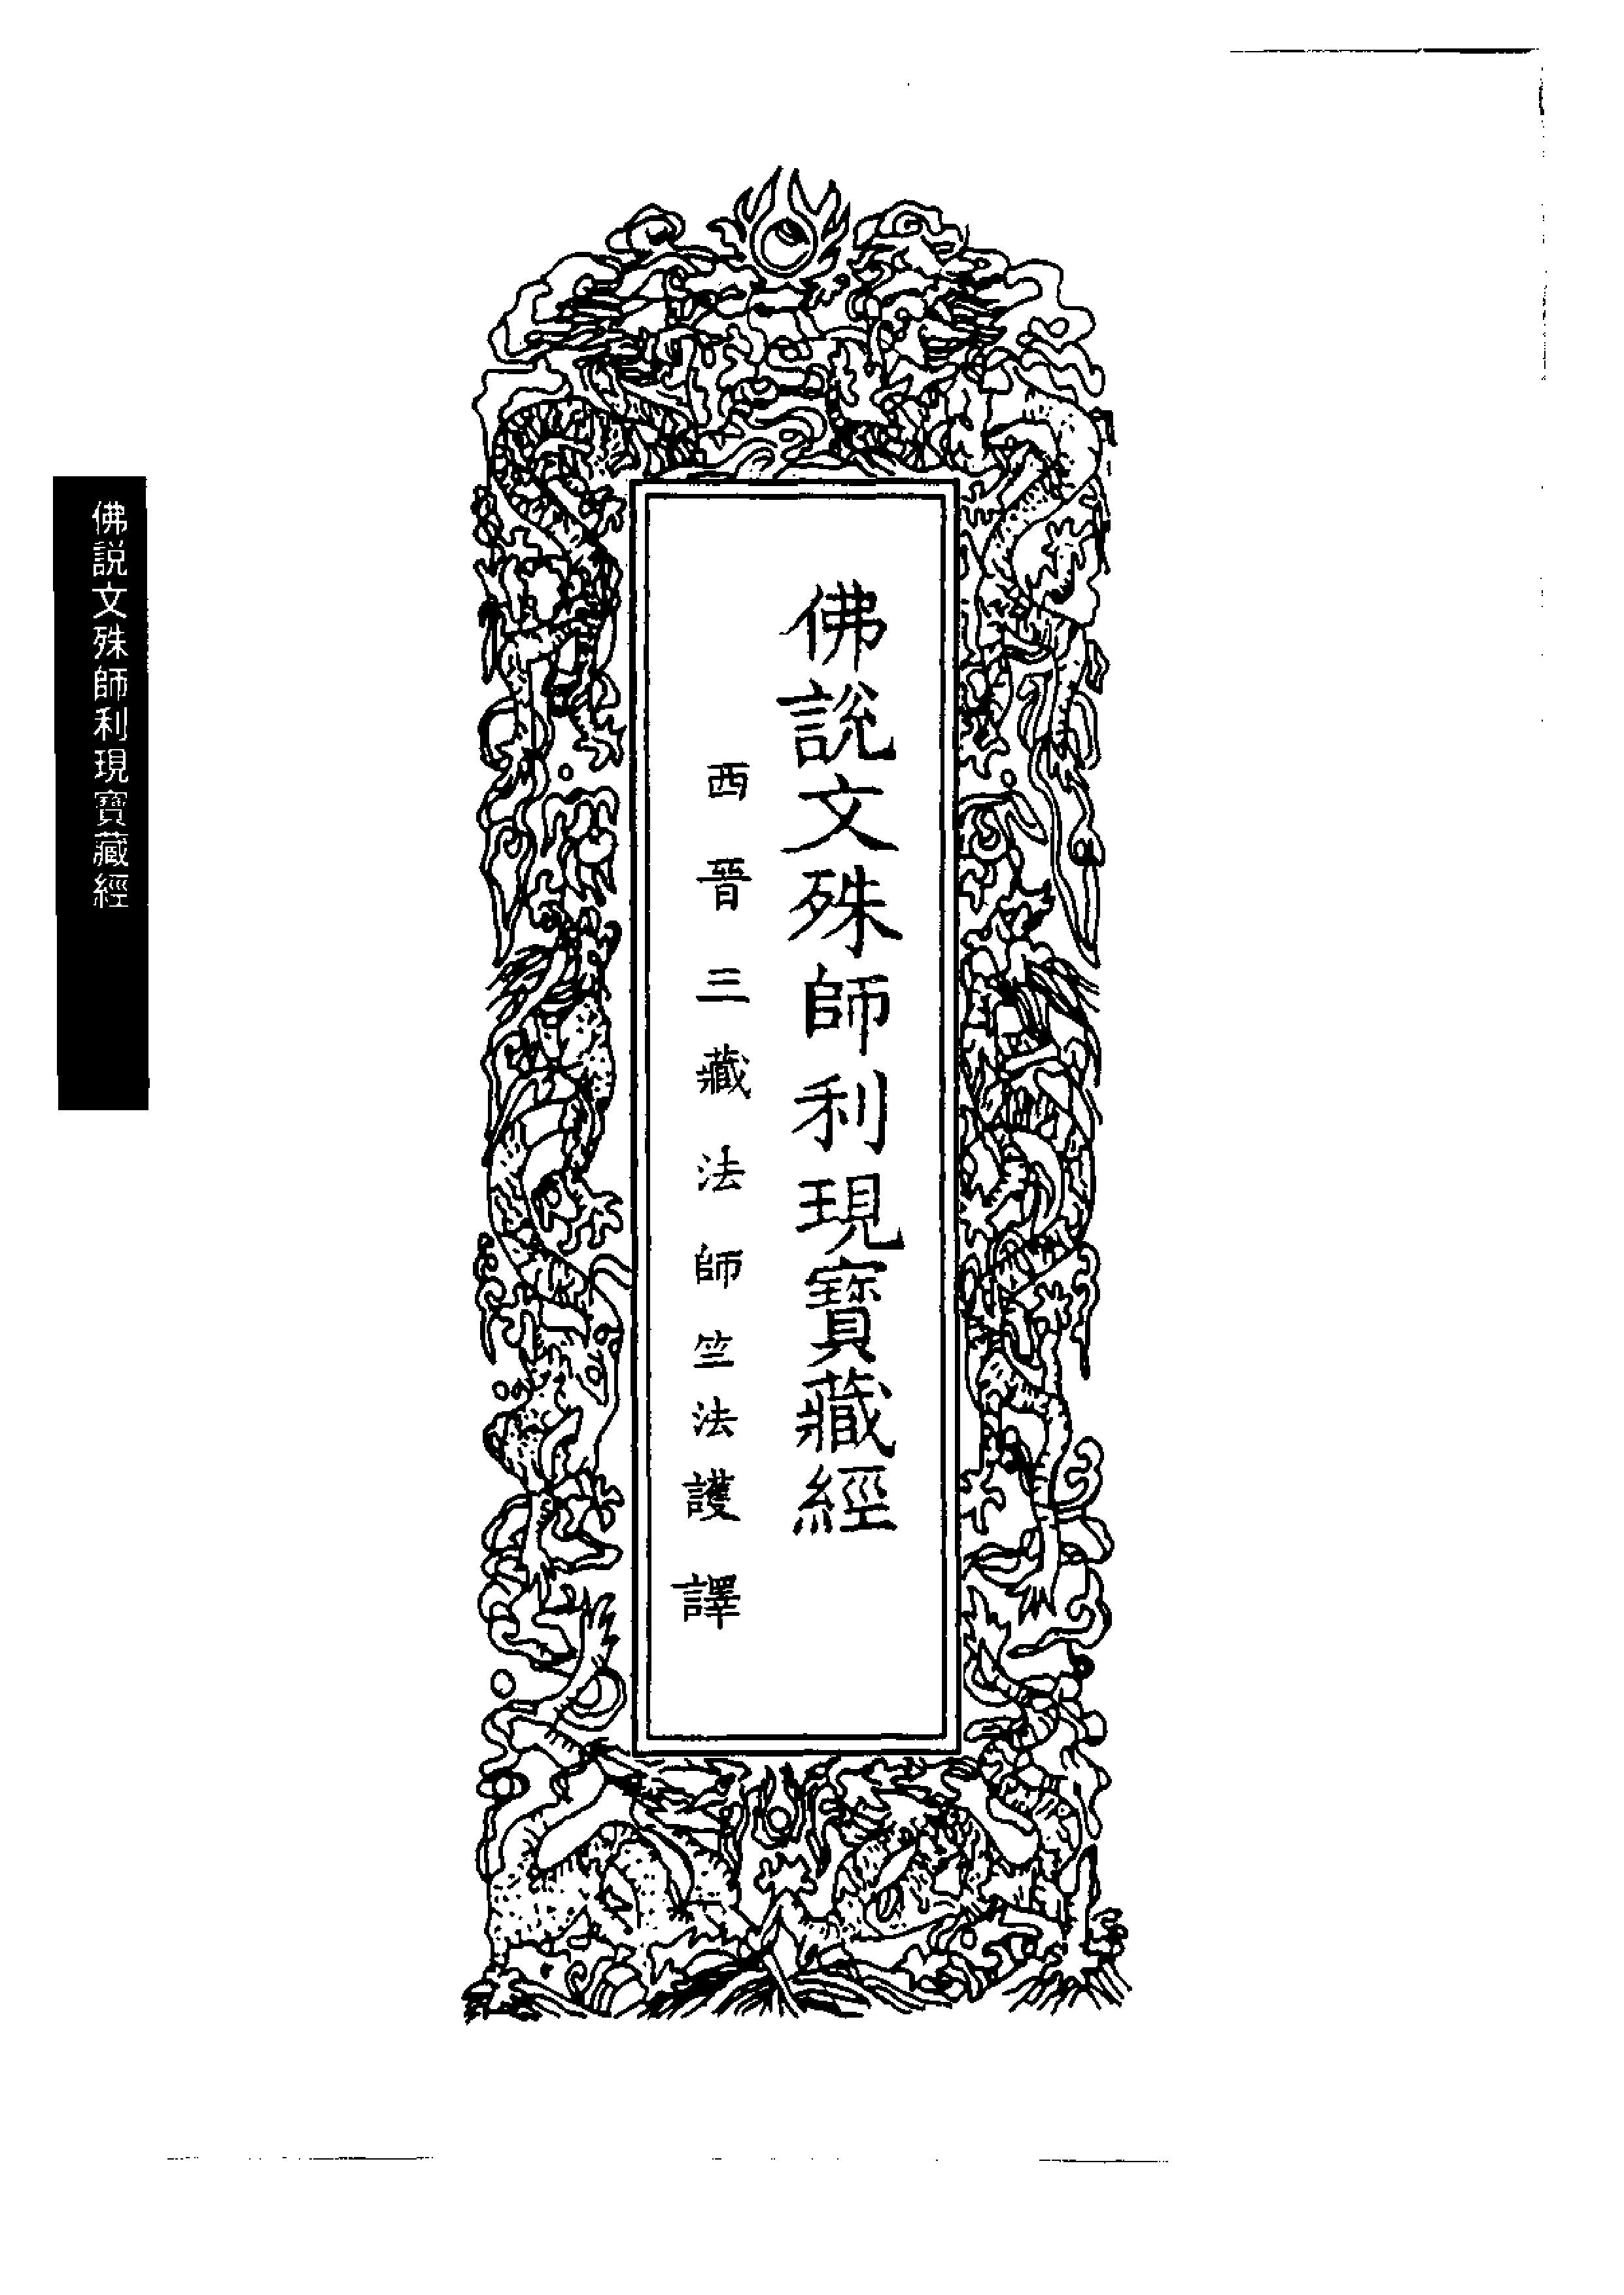 佛說文殊師利現寶藏經
西晉三藏法師竺法護譯
佛説文殊師利現寶藏經